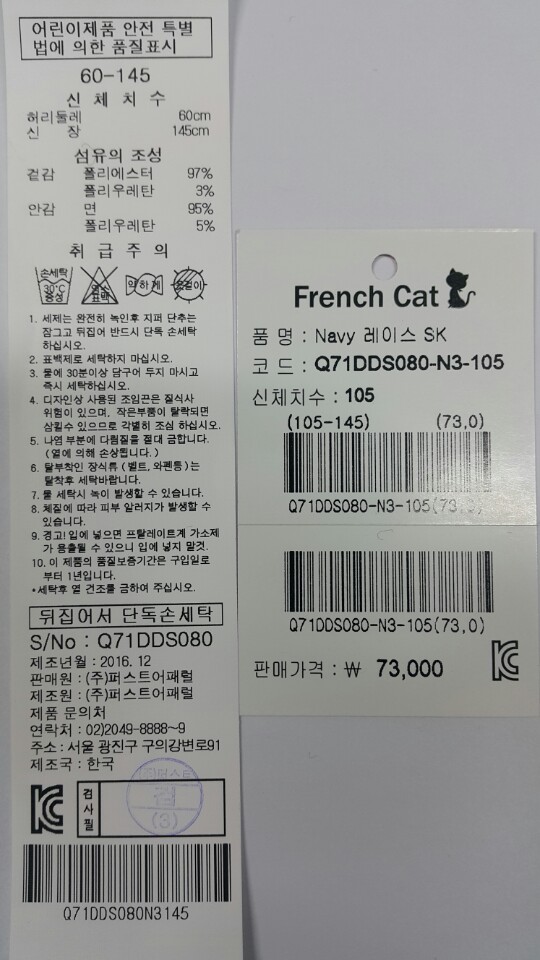 어린이제품 안전 특별
법에 의한 품질표시
60-145
신 체 치 수
허리둘레 60cm
신 장 145cm
섬유의 조성
겉감 폴리에스터 97%
폴리우레탄 3%
안감 면 95%
폴리우레탄 5%
취 급 주 의
손세탁
30°C
중성
염소
표백
약하게
옷걸이
1. 세제는 완전히 녹인후 지퍼 단추는
잠그고 뒤집어 반드시 단독 손세탁
하십시오.
2. 표백제로 세탁하지 마십시오.
3. 물에 30분이상 담구어 두지 마시고
즉시 세탁하십시오.
4. 디자인상 사용된 조임끈은 질식사
위험이 있으며, 작은부품이 탈락되면
삼킬수 있으므로 각별히 조심 하십시오.
5. 나염 부분에 다림질을 절대 금합니다.
(열에 의해 손상됩니다.)
6. 탈부착된 장식류 (벨트, 와펜등)는
탈착후 세탁바랍니다.
7. 물 세탁시 녹이 발생할 수 있습니다.
8. 체질에 따라 피부 알러지가 발생할 수
있습니다.
9. 경고! 입에 넣으면 프탈레이트계 가소제
가 용출될 수 있으니 입에 넣지 말것.
10. 이 제품의 품질보증기간은 구입일로
부터 1년입니다.
*세탁후 열 건조를 금하여 주십시오.
뒤집어서 단독손세탁
S/No : Q71DDS080
제조년월 : 2016. 12
판매원 : (주)퍼스트어패럴
제조원 : (주)퍼스트어패럴
제품 문의처
연락처 : 02)2049-8888~9
주소 : 서울 광진구 구의강변로91
제조국 : 한국
검사필
검
(3)
Q71DDS080N3145
French Cat
품 명 : Navy 레이스 SK
코 드 : Q71DDS080-N3-105
신체치수 : 105
(105-145) (73,0)
Q71DDS080-N3-105(73,0)
Q71DDS080-N3-105(73,0)
판매가격 : ₩ 73,000